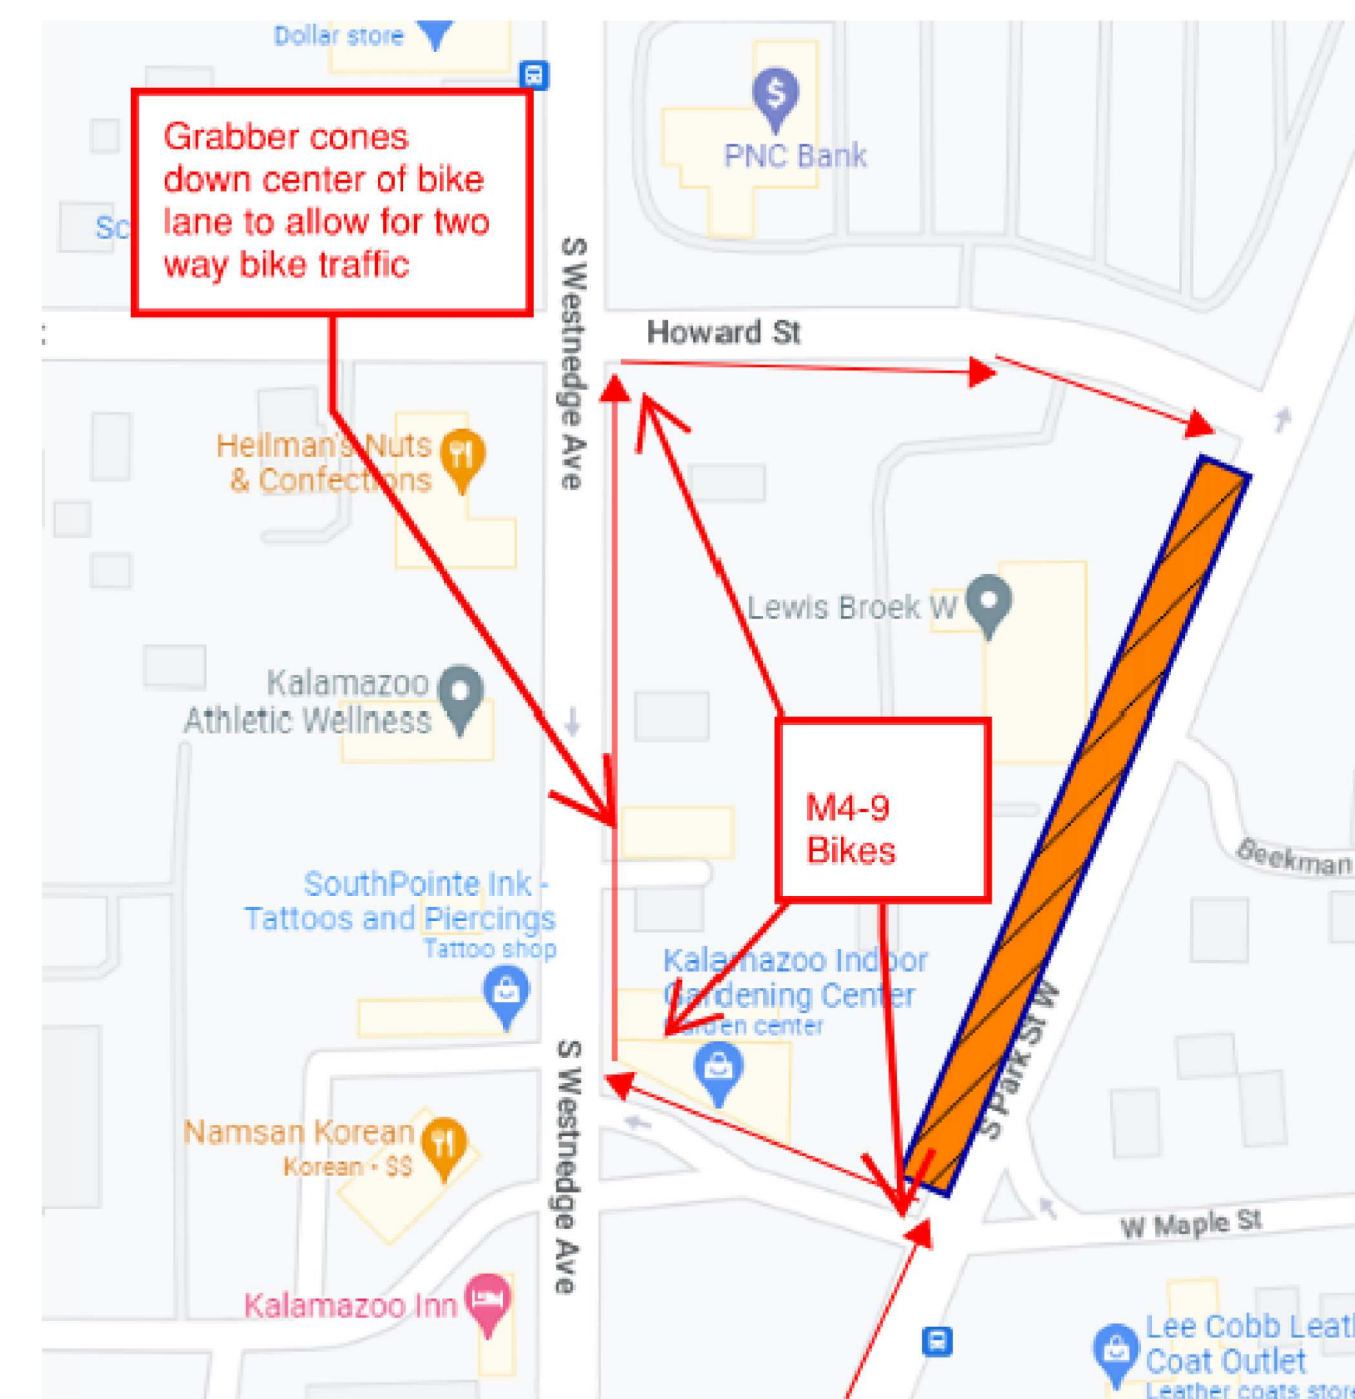 Dollar store
PNC Bank
Grabber cones
down center of bike
lane to allow for two
way bike traffic
Sc
S Westnedge Ave
Howard St
Heilman's Nuts
& Confections
Lewis Broek W
Kalamazoo
Athletic Wellness
M4-9
Bikes
Beekman
SouthPointe Ink -
Tattoos and Piercings
Tattoo shop
Kalamazoo Indoor
Gardening Center
Garden center
S Park St W
S Westnedge Ave
Namsan Korean
Korean • $$
W Maple St
Kalamazoo Inn
Lee Cobb Leat
Coat Outlet
Leather coats store